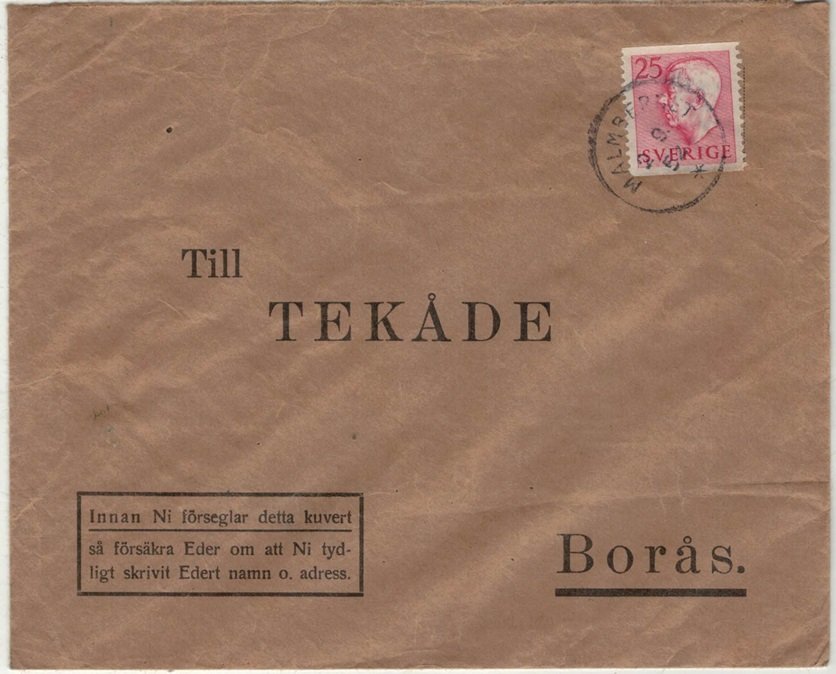 25
SVERIGE
MALMBERGET
Till
TEKÅDE
Innan Ni förseglar detta kuvert
så försäkra Eder om att Ni tyd-
ligt skrivit Edert namn o. adress.
Borås.